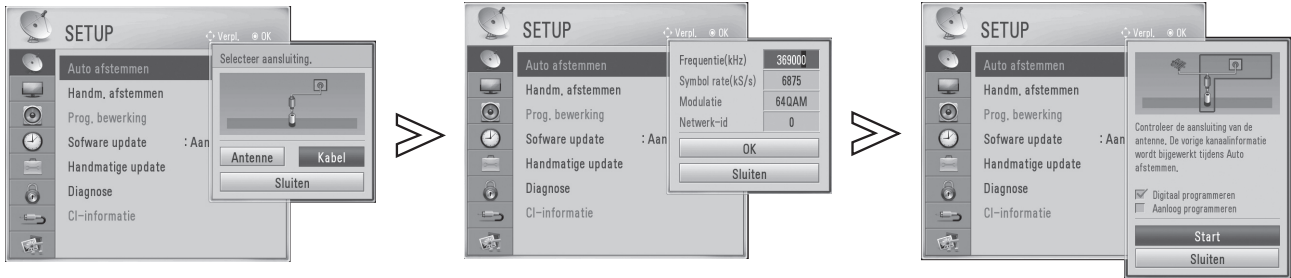 SETUP
Verpl. OK
Auto afstemmen
Handm. afstemmen
Prog. bewerking
Sofware update : Aan
Handmatige update
Diagnose
CI-informatie
Selecteer aansluiting.
Antenne Kabel
Sluiten
SETUP
Verpl. OK
Auto afstemmen
Handm. afstemmen
Prog. bewerking
Sofware update : Aan
Handmatige update
Diagnose
CI-informatie
Frequentie(kHz) 369000
Symbol rate(kS/s) 6875
Modulatie 64QAM
Netwerk-id 0
OK
Sluiten
SETUP
Verpl. OK
Auto afstemmen
Handm. afstemmen
Prog. bewerking
Sofware update : Aan
Handmatige update
Diagnose
CI-informatie
Controleer de aansluiting van de
antenne. De vorige kanaalinformatie
wordt bijgewerkt tijdens Auto
afstemmen.
Digitaal programmeren
Aanloog programmeren
Start
Sluiten